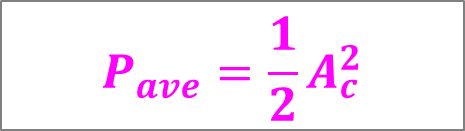 P_ave = 1/2 A_c^2